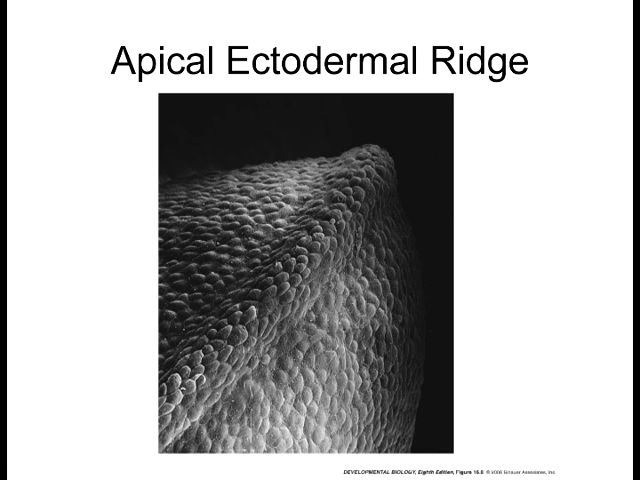 Apical Ectodermal Ridge
DEVELOPMENTAL BIOLOGY, Eighth Edition, Figure 16.8 © 2006 Sinauer Associates, Inc.